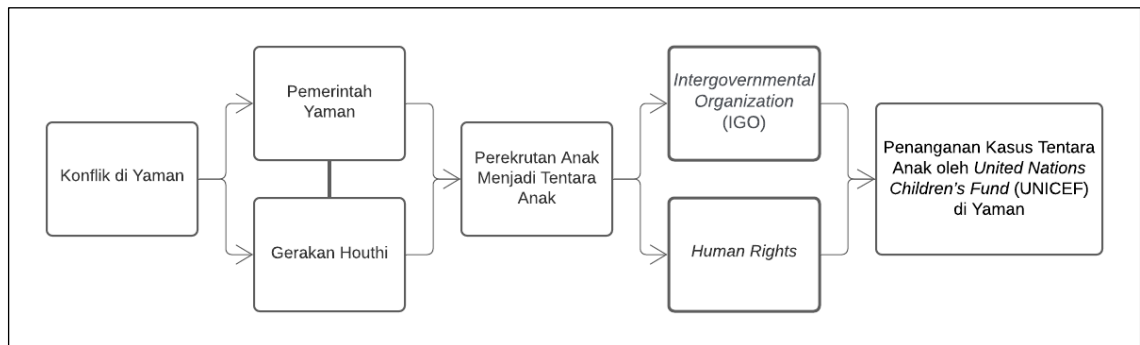 Konflik di Yaman
Pemerintah
Yaman
Gerakan Houthi
Perekrutan Anak
Menjadi Tentara
Anak
Intergovernmental
Organization
(IGO)
Human Rights
Penanganan Kasus Tentara
Anak oleh United Nations
Children's Fund (UNICEF)
di Yaman